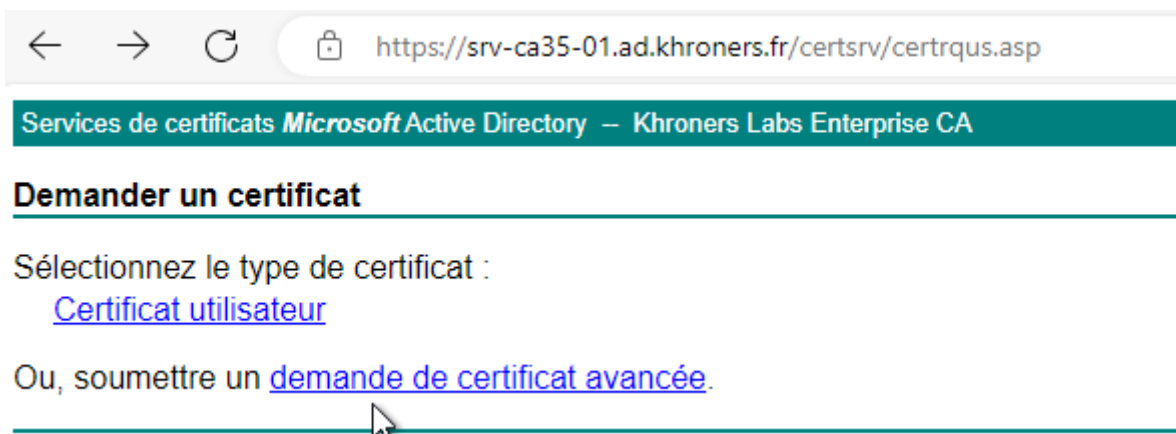 https://srv-ca35-01.ad.khroners.fr/certsrv/certrqus.asp
Services de certificats Microsoft Active Directory -- Khroners Labs Enterprise CA
Demander un certificat
Sélectionnez le type de certificat :
Certificat utilisateur
Ou, soumettre un demande de certificat avancée.